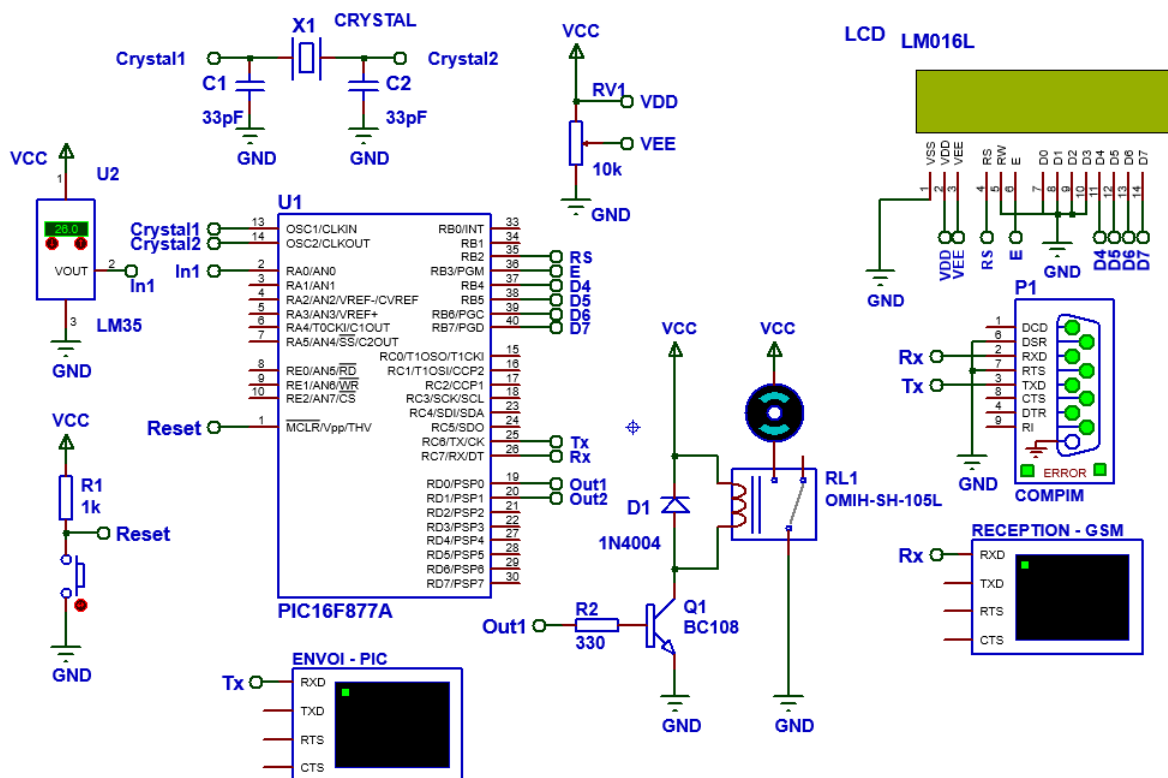 X1
CRYSTAL
Crystal1
Crystal2
C1
33pF
C2
33pF
GND
GND
VCC
RV1
VDD
VEE
10k
GND
LCD
LM016L
VSS
VDD
VEE
RS
RW
E
D0
D1
D2
D3
D4
D5
D6
D7
1
2
3
4
5
6
7
8
9
10
11
12
13
14
VDD
VEE
RS
E
GND
D4
D5
D6
D7
GND
VCC
U2
1
26.0
VOUT
2
In1
3
LM35
GND
U1
Crystal1
13
OSC1/CLKIN
Crystal2
14
OSC2/CLKOUT
In1
2
RA0/AN0
3
RA1/AN1
4
RA2/AN2/VREF-/CVREF
5
RA3/AN3/VREF+
6
RA4/T0CKI/C1OUT
7
RA5/AN4/SS/C2OUT
8
RE0/AN5/RD
9
RE1/AN6/WR
10
RE2/AN7/CS
Reset
1
MCLR/Vpp/THV
RB0/INT
33
RB1
34
RB2
35
RS
RB3/PGM
36
E
RB4
37
D4
RB5
38
D5
RB6/PGC
39
D6
RB7/PGD
40
D7
RC0/T1OSO/T1CKI
15
RC1/T1OSI/CCP2
16
RC2/CCP1
17
RC3/SCK/SCL
18
RC4/SDI/SDA
23
RC5/SDO
24
RC6/TX/CK
25
Tx
RC7/RX/DT
26
Rx
RD0/PSP0
19
Out1
RD1/PSP1
20
Out2
RD2/PSP2
21
RD3/PSP3
22
RD4/PSP4
27
RD5/PSP5
28
RD6/PSP6
29
RD7/PSP7
30
PIC16F877A
VCC
R1
1k
Reset
GND
VCC
VCC
D1
1N4004
RL1
OMIH-SH-105L
Out1
R2
330
Q1
BC108
GND
GND
P1
1
DCD
6
DSR
Rx
2
RXD
7
RTS
Tx
3
TXD
8
CTS
4
DTR
9
RI
ERROR
GND
COMPIM
RECEPTION - GSM
Rx
RXD
TXD
RTS
CTS
ENVOI - PIC
Tx
RXD
TXD
RTS
CTS